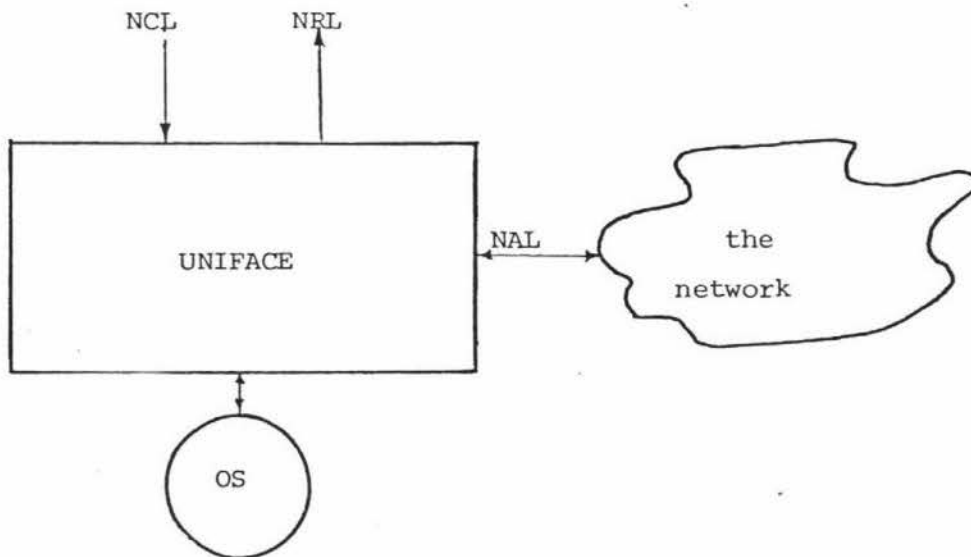 NCL NRL
UNIFACE
NAL
the
network
OS